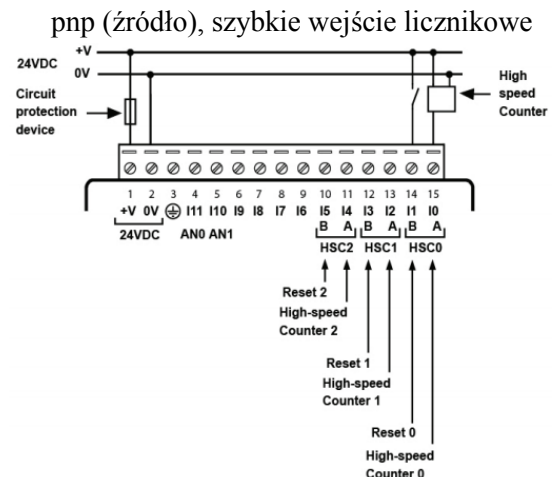 pnp (źródło), szybkie wejście licznikowe
+V
24VDC
0V
Circuit
protection
device
High
speed
Counter
1 2 3 4 5 6 7 8 9 10 11 12 13 14 15
+V 0V I11 I10 I9 I8 I7 I6 I5 I4 I3 I2 I1 I0
B A B A B A
24VDC AN0 AN1 HSC2 HSC1 HSC0
Reset 2
High-speed
Counter 2
Reset 1
High-speed
Counter 1
Reset 0
High-speed
Counter 0